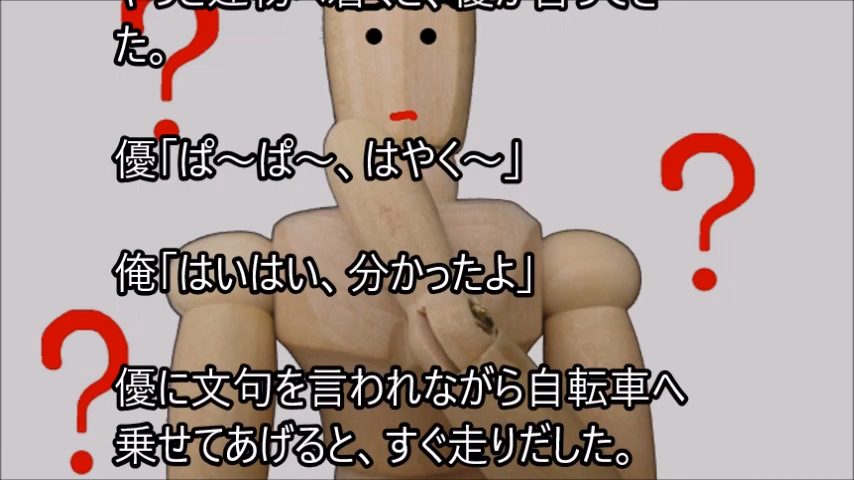 た。
優「ぱ～ぱ～、はやく～」
俺「はいはい、分かったよ」
優に文句を言われながら自転車へ
乗せてあげると、すぐ走りだした。
?
?
?